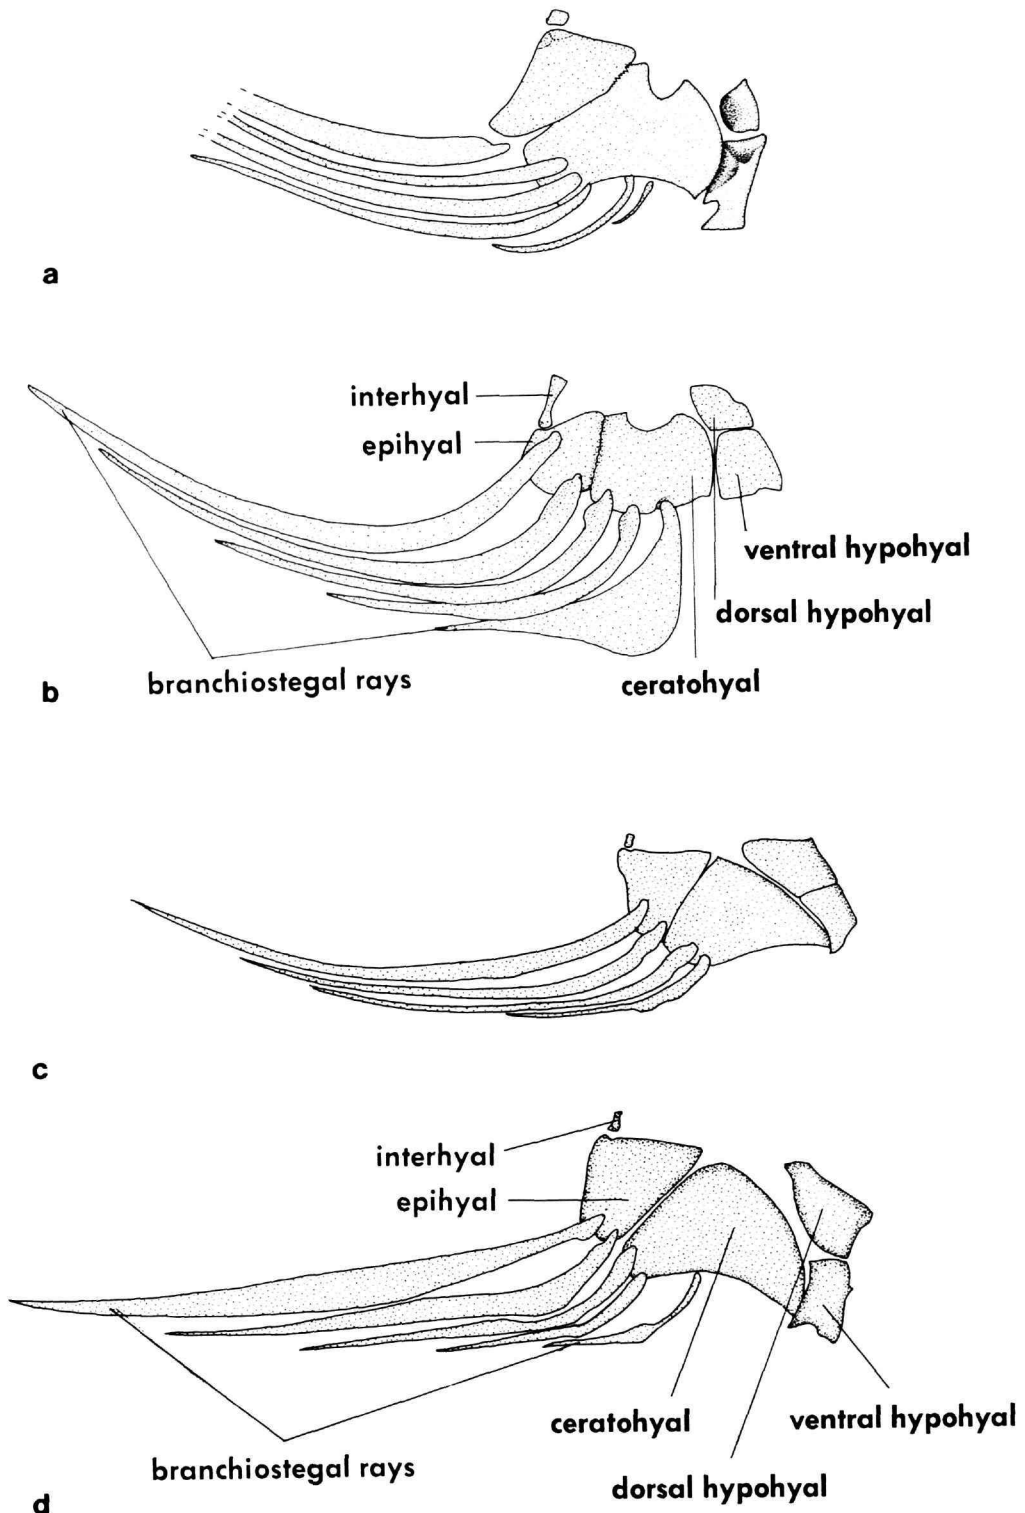 a
interhyal
epihyal
ventral hypohyal
dorsal hypohyal
branchiostegal rays
ceratohyal
b
c
interhyal
epihyal
ceratohyal
ventral hypohyal
branchiostegal rays
dorsal hypohyal
d